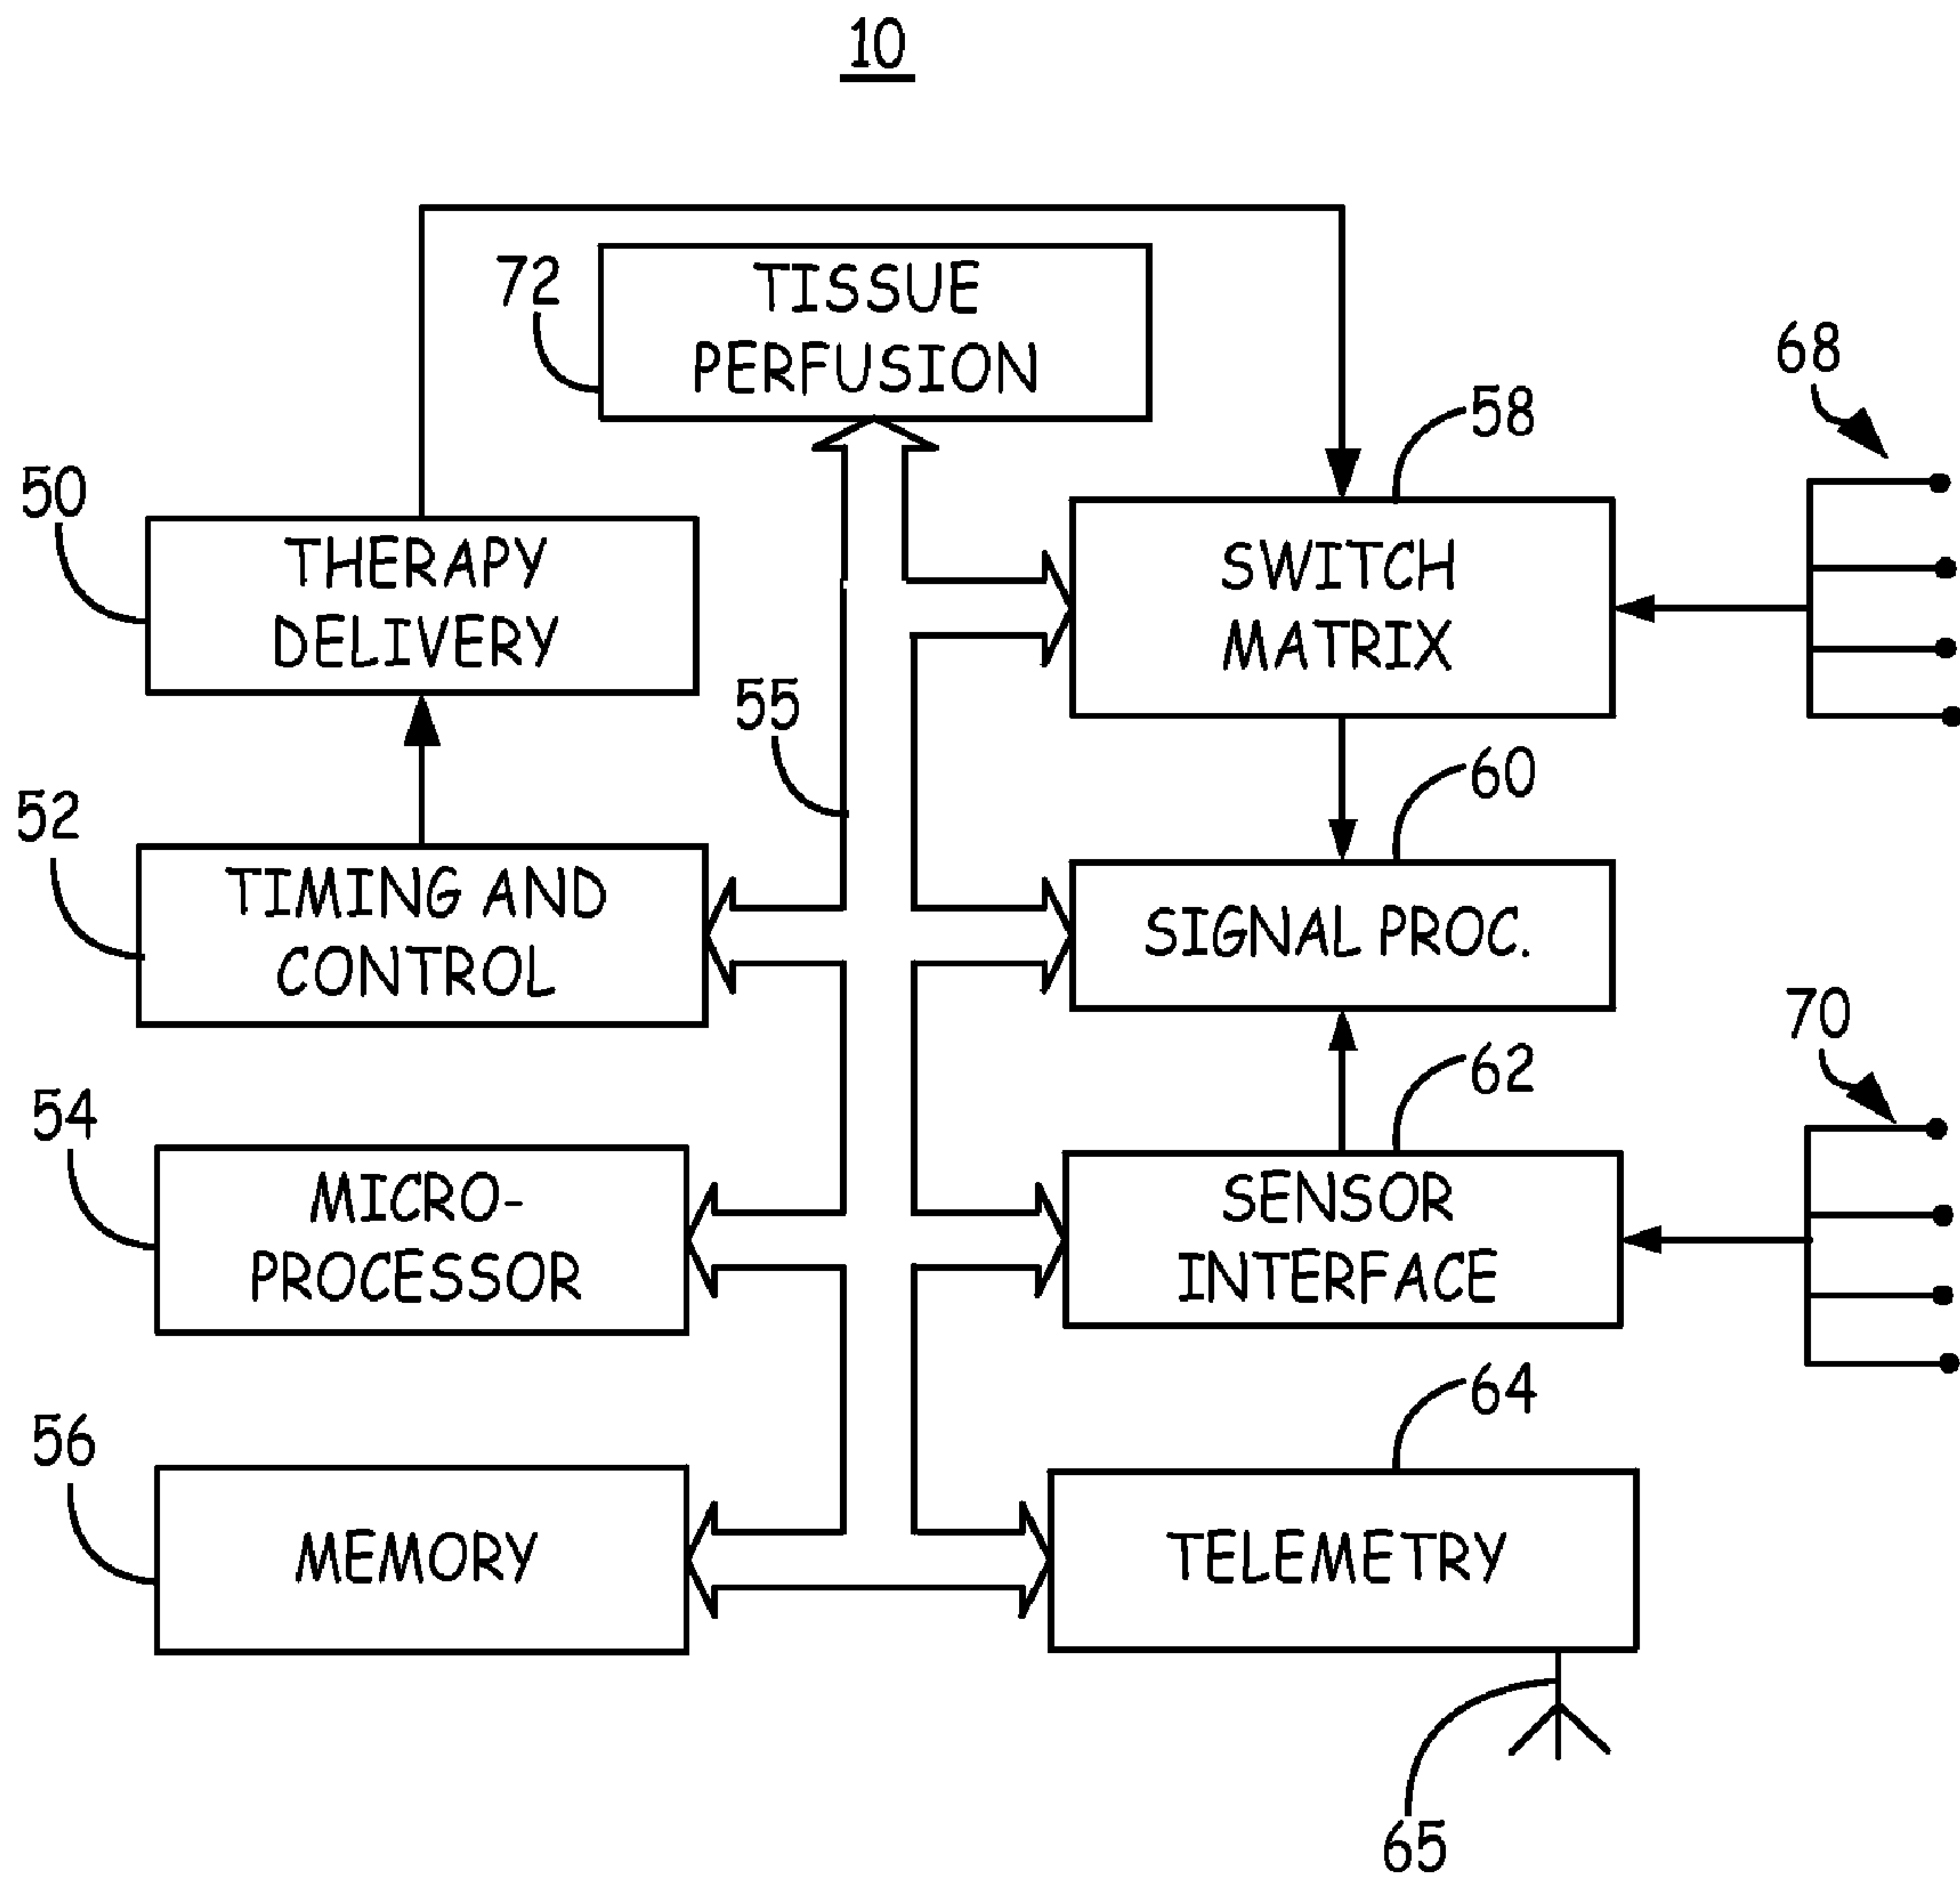 10
72
TISSUE
PERFUSION
68
58
50
THERAPY
DELIVERY
SWITCH
MATRIX
55
60
52
TIMING AND
CONTROL
SIGNAL PROC.
70
62
54
MICRO-
PROCESSOR
SENSOR
INTERFACE
64
56
MEMORY
TELEMETRY
65